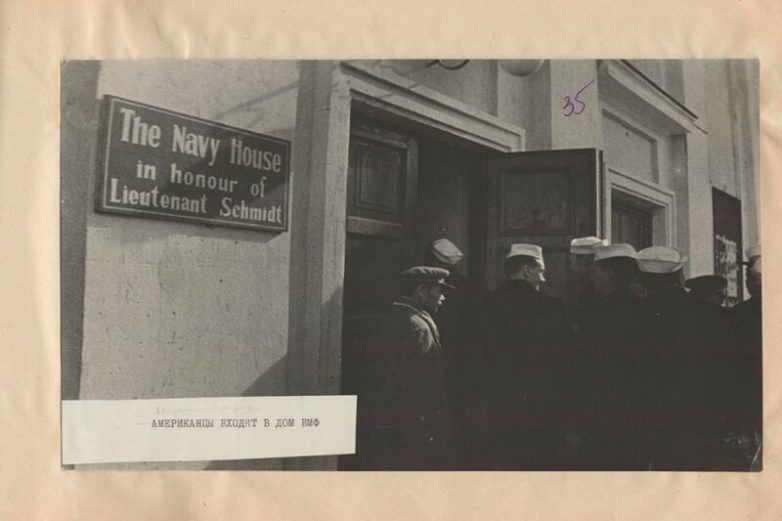 The Navy House
in honour of
Lieutenant Schmidt
35
АМЕРИКАНЦЫ ВХОДЯТ В ДОМ ВМФ